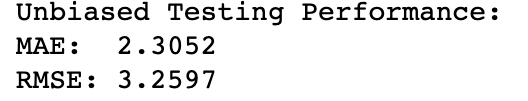 Unbiased Testing Performance:
MAE:  2.3052
RMSE: 3.2597